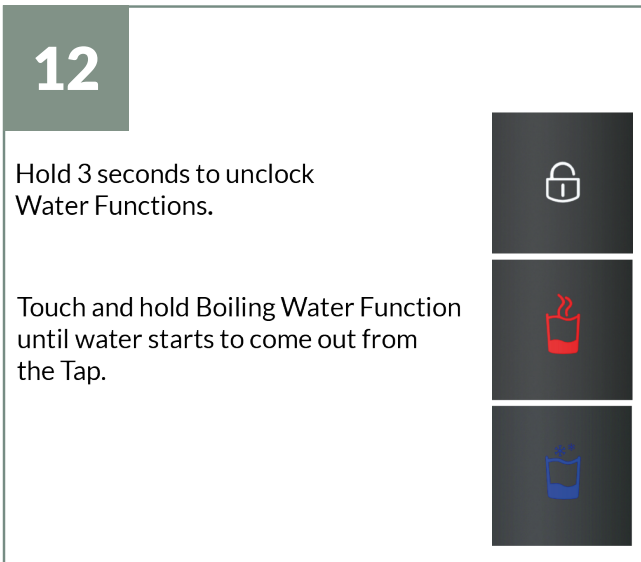 12
Hold 3 seconds to unclock
Water Functions.
Touch and hold Boiling Water Function
until water starts to come out from
the Tap.